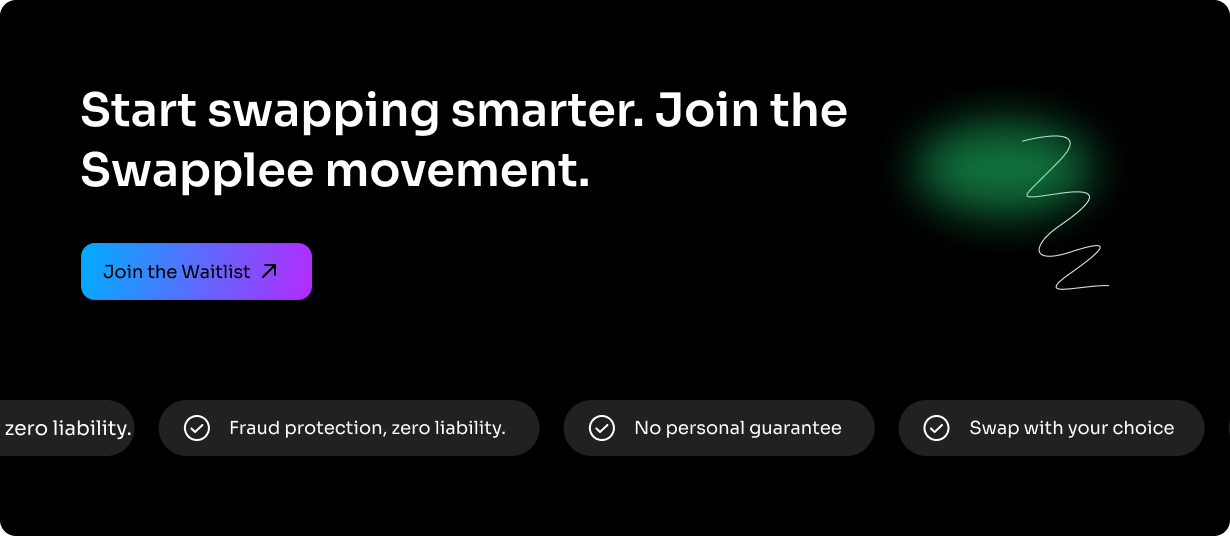 Start swapping smarter. Join the
Swapplee movement.
Join the Waitlist
zero liability.
Fraud protection, zero liability.
No personal guarantee
Swap with your choice